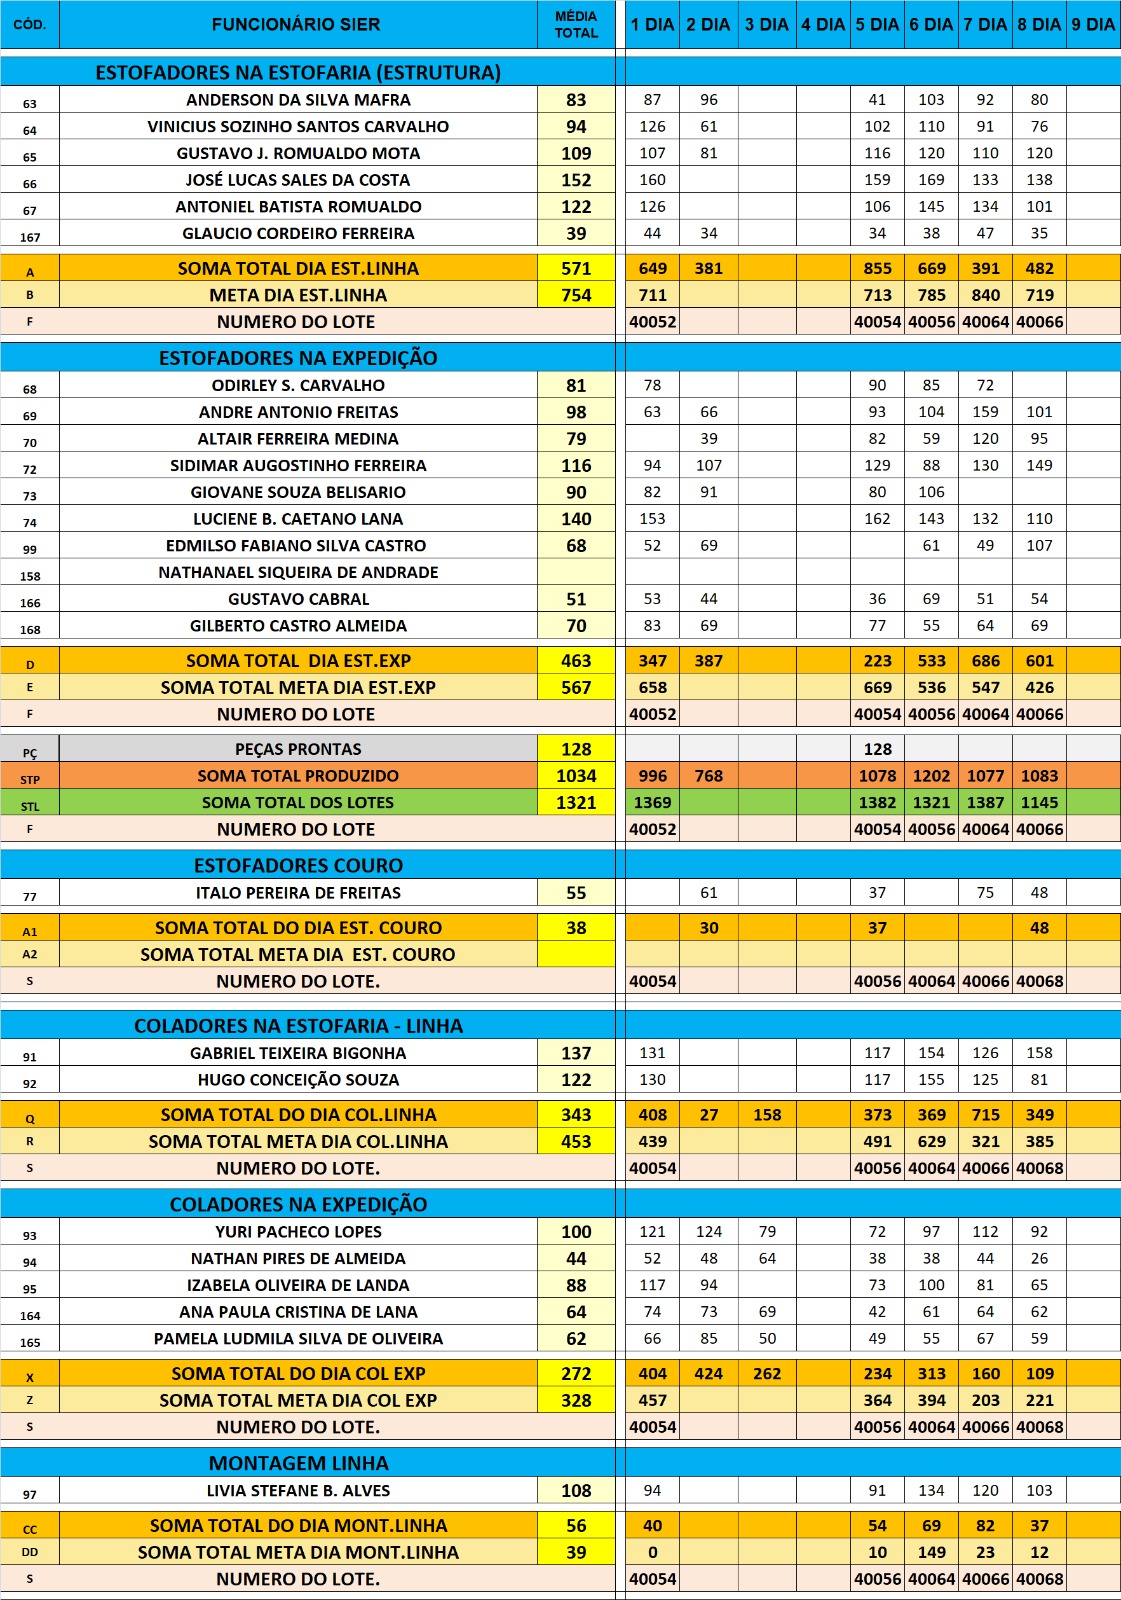 CÓD. FUNCIONÁRIO SIER MÉDIA TOTAL 1 DIA 2 DIA 3 DIA 4 DIA 5 DIA 6 DIA 7 DIA 8 DIA 9 DIA
ESTOFADORES NA ESTOFARIA (ESTRUTURA)
63 ANDERSON DA SILVA MAFRA 83 87 96 41 103 92 80
64 VINICIUS SOZINHO SANTOS CARVALHO 94 126 61 102 110 91 76
65 GUSTAVO J. ROMUALDO MOTA 109 107 81 116 120 110 120
66 JOSÉ LUCAS SALES DA COSTA 152 160 159 169 133 138
67 ANTONIEL BATISTA ROMUALDO 122 126 106 145 134 101
167 GLAUCIO CORDEIRO FERREIRA 39 44 34 34 38 47 35
A SOMA TOTAL DIA EST.LINHA 571 649 381 855 669 391 482
B META DIA EST.LINHA 754 711 713 785 840 719
F NUMERO DO LOTE 40052 40054 40056 40064 40066
ESTOFADORES NA EXPEDIÇÃO
68 ODIRLEY S. CARVALHO 81 78 90 85 72
69 ANDRE ANTONIO FREITAS 98 63 66 93 104 159 101
70 ALTAIR FERREIRA MEDINA 79 39 82 59 120 95
72 SIDIMAR AUGOSTINHO FERREIRA 116 94 107 129 88 130 149
73 GIOVANE SOUZA BELISARIO 90 82 91 80 106
74 LUCIENE B. CAETANO LANA 140 153 162 143 132 110
99 EDMILSO FABIANO SILVA CASTRO 68 52 69 61 49 107
158 NATHANAEL SIQUEIRA DE ANDRADE
166 GUSTAVO CABRAL 51 53 44 36 69 51 54
168 GILBERTO CASTRO ALMEIDA 70 83 69 77 55 64 69
D SOMA TOTAL DIA EST.EXP 463 347 387 223 533 686 601
E SOMA TOTAL META DIA EST.EXP 567 658 669 536 547 426
F NUMERO DO LOTE 40052 40054 40056 40064 40066
PÇ PEÇAS PRONTAS 128 128
STP SOMA TOTAL PRODUZIDO 1034 996 768 1078 1202 1077 1083
STL SOMA TOTAL DOS LOTES 1321 1369 1382 1321 1387 1145
F NUMERO DO LOTE 40052 40054 40056 40064 40066
ESTOFADORES COURO
77 ITALO PEREIRA DE FREITAS 55 61 37 75 48
A1 SOMA TOTAL DO DIA EST. COURO 38 30 37 48
A2 SOMA TOTAL META DIA EST. COURO
S NUMERO DO LOTE. 40054 40056 40064 40066 40068
COLADORES NA ESTOFARIA - LINHA
91 GABRIEL TEIXEIRA BIGONHA 137 131 117 154 126 158
92 HUGO CONCEIÇÃO SOUZA 122 130 117 155 125 81
Q SOMA TOTAL DO DIA COL.LINHA 343 408 27 158 373 369 715 349
R SOMA TOTAL META DIA COL.LINHA 453 439 491 629 321 385
S NUMERO DO LOTE. 40054 40056 40064 40066 40068
COLADORES NA EXPEDIÇÃO
93 YURI PACHECO LOPES 100 121 124 79 72 97 112 92
94 NATHAN PIRES DE ALMEIDA 44 52 48 64 38 38 44 26
95 IZABELA OLIVEIRA DE LANDA 88 117 94 73 100 81 65
164 ANA PAULA CRISTINA DE LANA 64 74 73 69 42 61 64 62
165 PAMELA LUDMILA SILVA DE OLIVEIRA 62 66 85 50 49 55 67 59
X SOMA TOTAL DO DIA COL EXP 272 404 424 262 234 313 160 109
Z SOMA TOTAL META DIA COL EXP 328 457 364 394 203 221
S NUMERO DO LOTE. 40054 40056 40064 40066 40068
MONTAGEM LINHA
97 LIVIA STEFANE B. ALVES 108 94 91 134 120 103
CC SOMA TOTAL DO DIA MONT.LINHA 56 40 54 69 82 37
DD SOMA TOTAL META DIA MONT.LINHA 39 0 10 149 23 12
S NUMERO DO LOTE. 40054 40056 40064 40066 40068